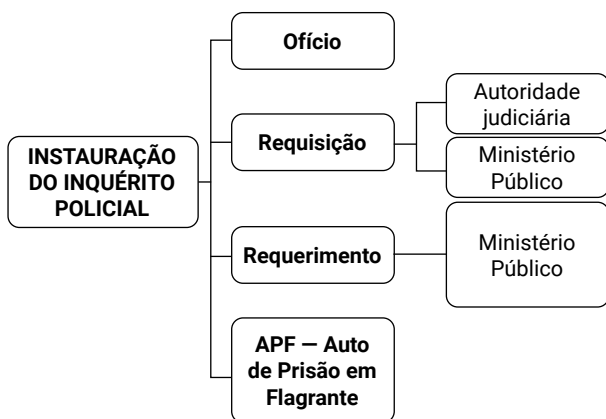 INSTAURAÇÃO
DO INQUÉRITO
POLICIAL
Ofício
Requisição
Autoridade
judiciária
Ministério
Público
Requerimento
Ministério
Público
APF — Auto
de Prisão em
Flagrante